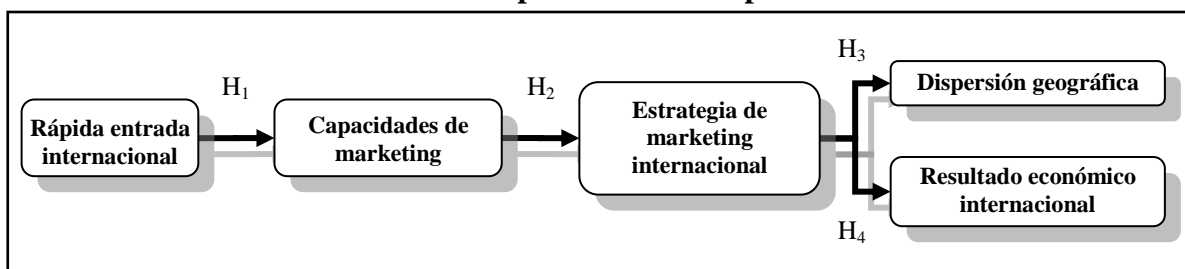 H₁
H₂
H₃
H₄
Rápida entrada
internacional
Capacidades de
marketing
Estrategia de
marketing
internacional
Dispersión geográfica
Resultado económico
internacional